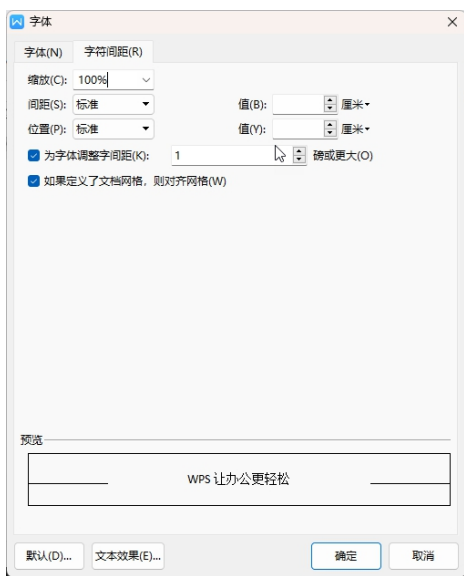 字体
字体(N) 字符间距(R)
缩放(C): 100%
间距(S): 标准 值(B): 厘米
位置(P): 标准 值(Y): 厘米
为字体调整字间距(K): 1 磅或更大(O)
如果定义了文档网格，则对齐网格(W)
预览
WPS 让办公更轻松
默认(D)... 文本效果(E)... 确定 取消